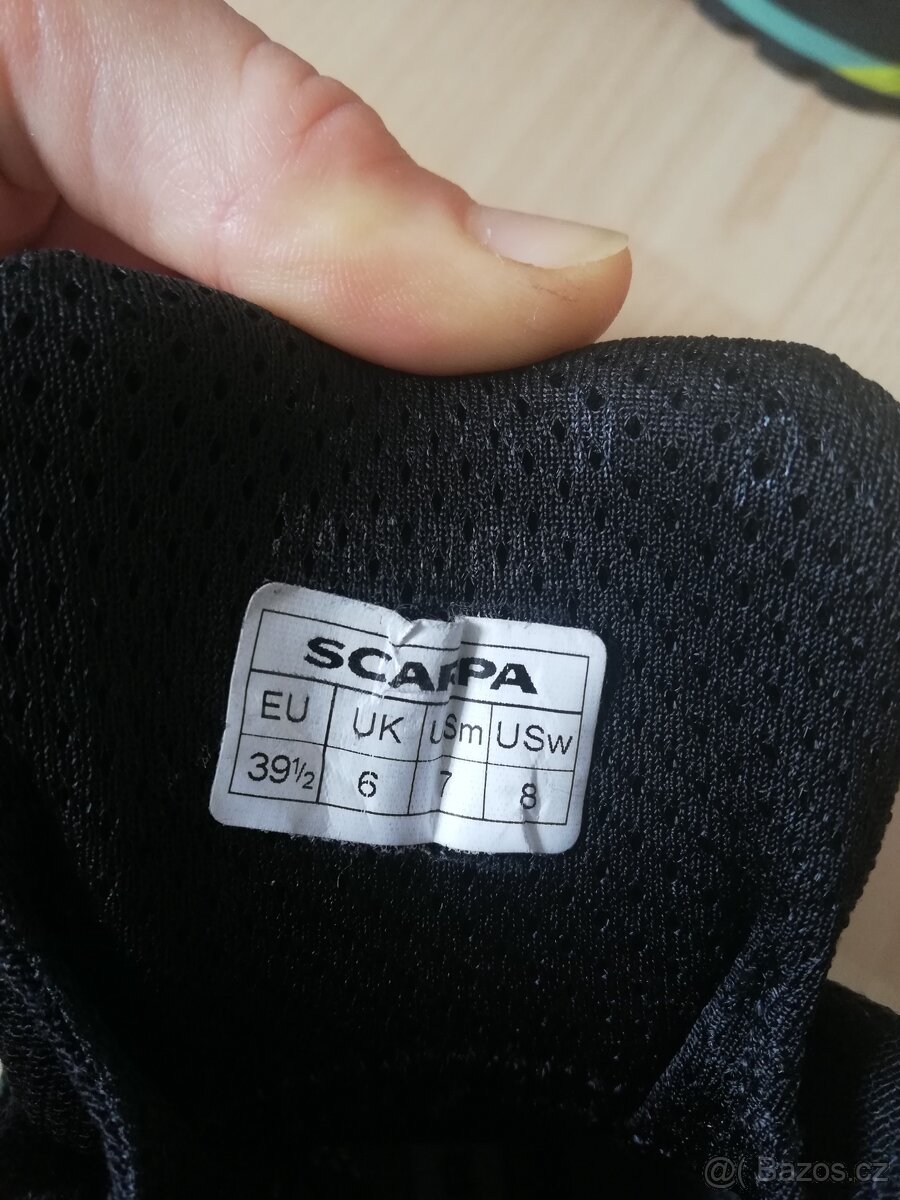 SCARPA
EU UK USm USw
39½ 6 7 8
@( Bazos.cz